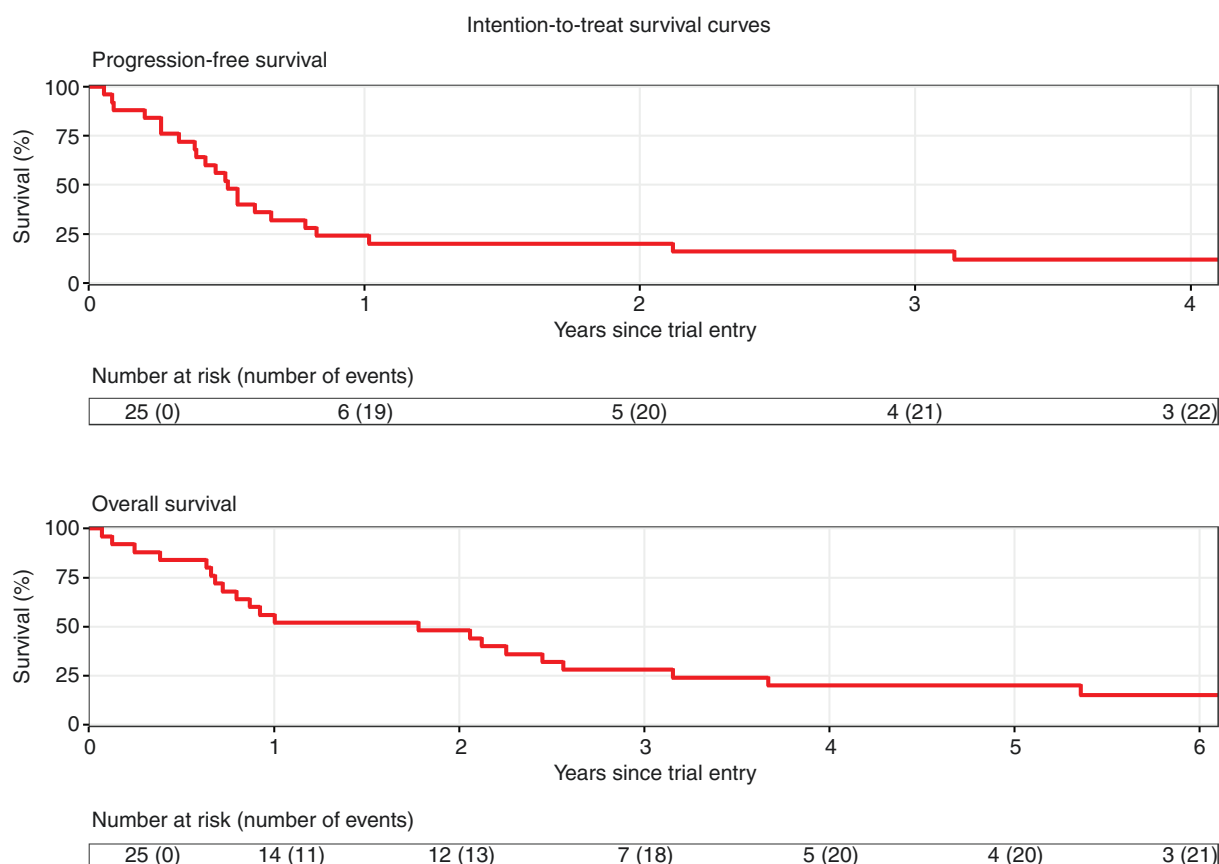 Intention-to-treat survival curves
Progression-free survival
100
75
50
25
0
Survival (%)
0 1 2 3 4
Years since trial entry
Number at risk (number of events)
25 (0) 6 (19) 5 (20) 4 (21) 3 (22)
Overall survival
100
75
50
25
0
Survival (%)
0 1 2 3 4 5 6
Years since trial entry
Number at risk (number of events)
25 (0) 14 (11) 12 (13) 7 (18) 5 (20) 4 (20) 3 (21)